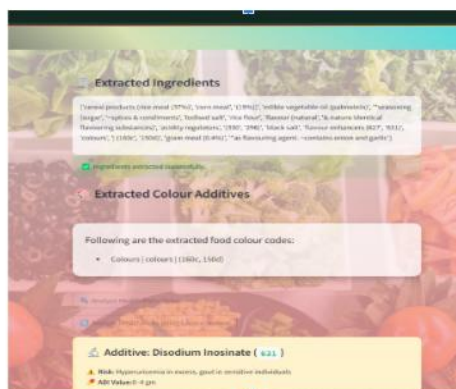 Extracted Ingredients
['cereal products (rice meal (37%)', 'corn meal', '(19%)', 'edible vegetable oil (palmolein)', '*seasoning
(sugar', '~spices & condiments', 'iodised salt', 'rice flour', 'flavour (natural', '& nature identical
flavouring substances)', 'acidity regulators', '(330', '296)', 'black salt', 'flavour enhancers (627', '631)',
'colours', '(160c', '150d)', 'gram meal (0.4%)', '*as flavouring agent. ~contains onion and garlic']
Ingredients extracted successfully
Extracted Colour Additives
Following are the extracted food colour codes:
• Colours | colours | (160c, 150d)
Additive: Disodium Inosinate ( 631 )
Risk: Hyperuricemia in excess, gout in sensitive individuals
ADI Value: 0-4 gm